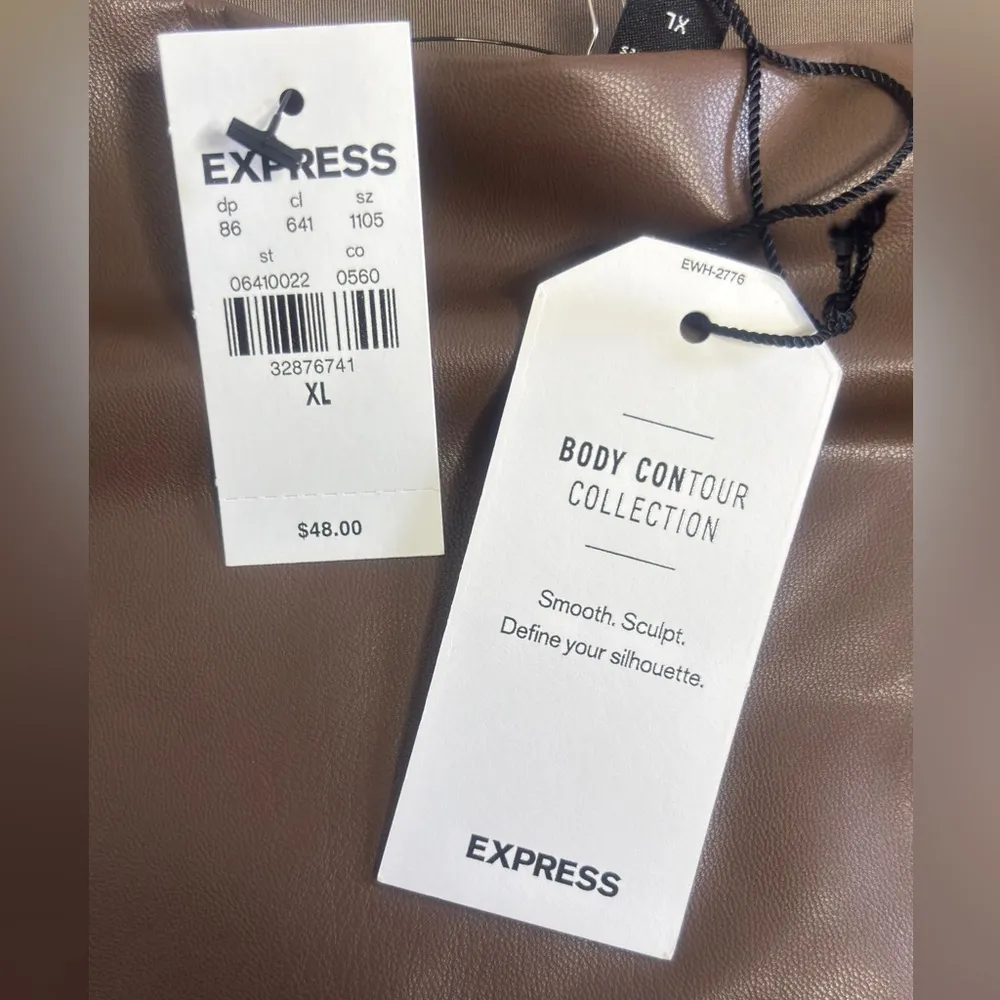 XL
EXPRESS
dp cl sz
86 641 1105
st co
06410022 0560
32876741
XL
$48.00
EWH-2776
BODY CONTOUR
COLLECTION
Smooth. Sculpt.
Define your silhouette.
EXPRESS